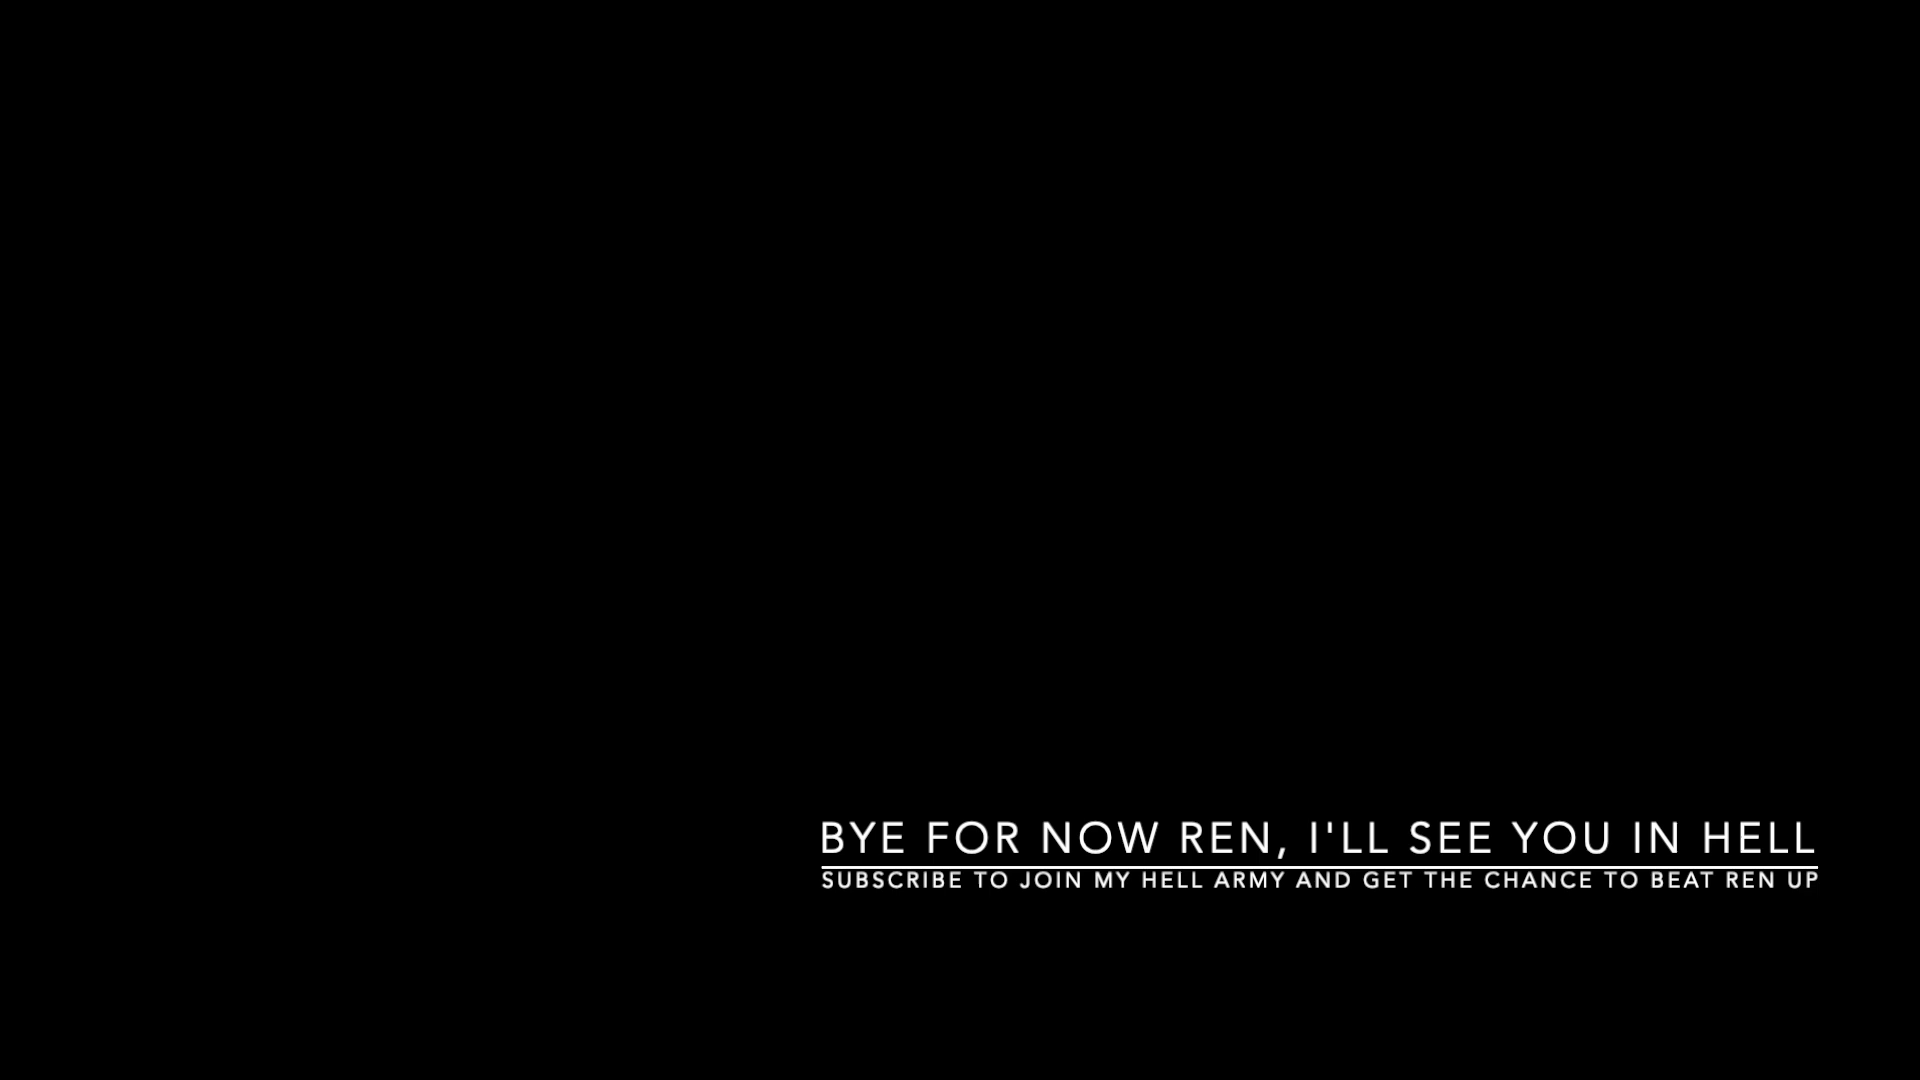 BYE FOR NOW REN, I'LL SEE YOU IN HELL
SUBSCRIBE TO JOIN MY HELL ARMY AND GET THE CHANCE TO BEAT REN UP